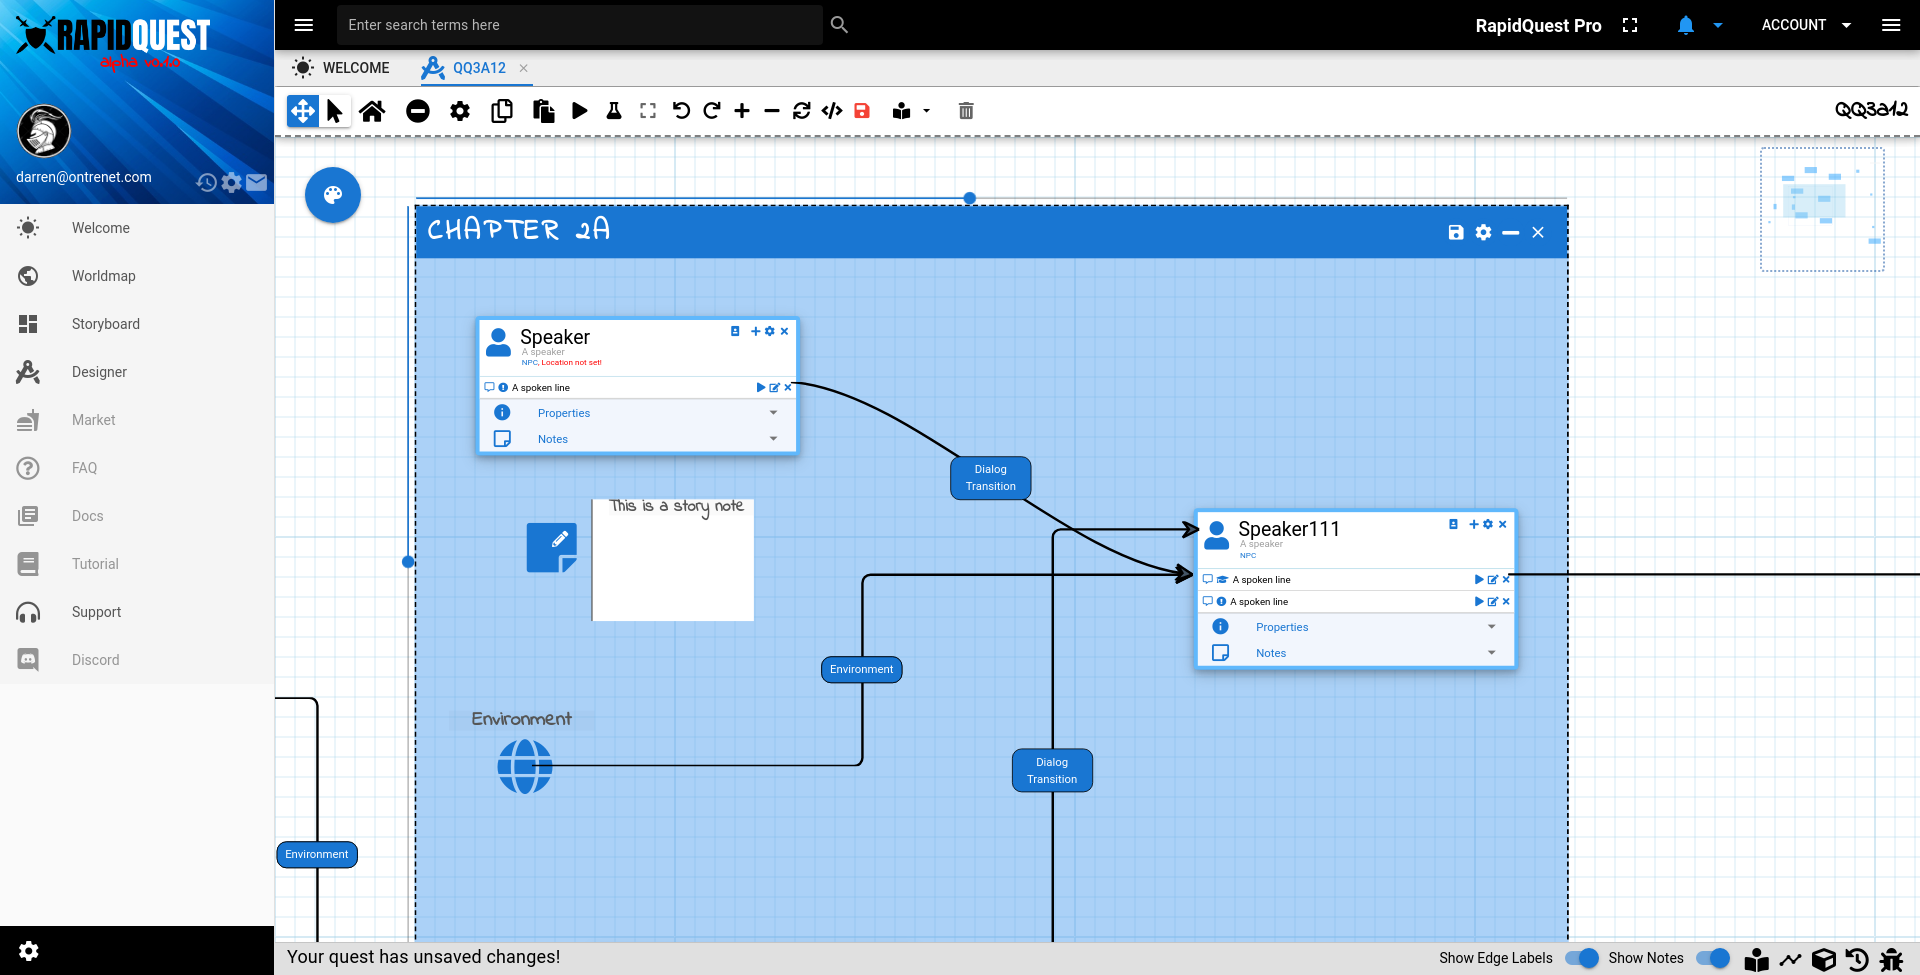 RAPIDQUEST
alpha v0.1.0
darren@ontrenet.com
Welcome
Worldmap
Storyboard
Designer
Market
FAQ
Docs
Tutorial
Support
Discord
Enter search terms here
RapidQuest Pro
ACCOUNT
WELCOME
QQ3A12
QQ3a12
CHAPTER 2A
Speaker
A speaker
NPC, Location not set!
A spoken line
Properties
Notes
Dialog
Transition
This is a story note
Speaker111
A speaker
NPC
A spoken line
A spoken line
Properties
Notes
Environment
Environment
Dialog
Transition
Environment
Your quest has unsaved changes!
Show Edge Labels
Show Notes